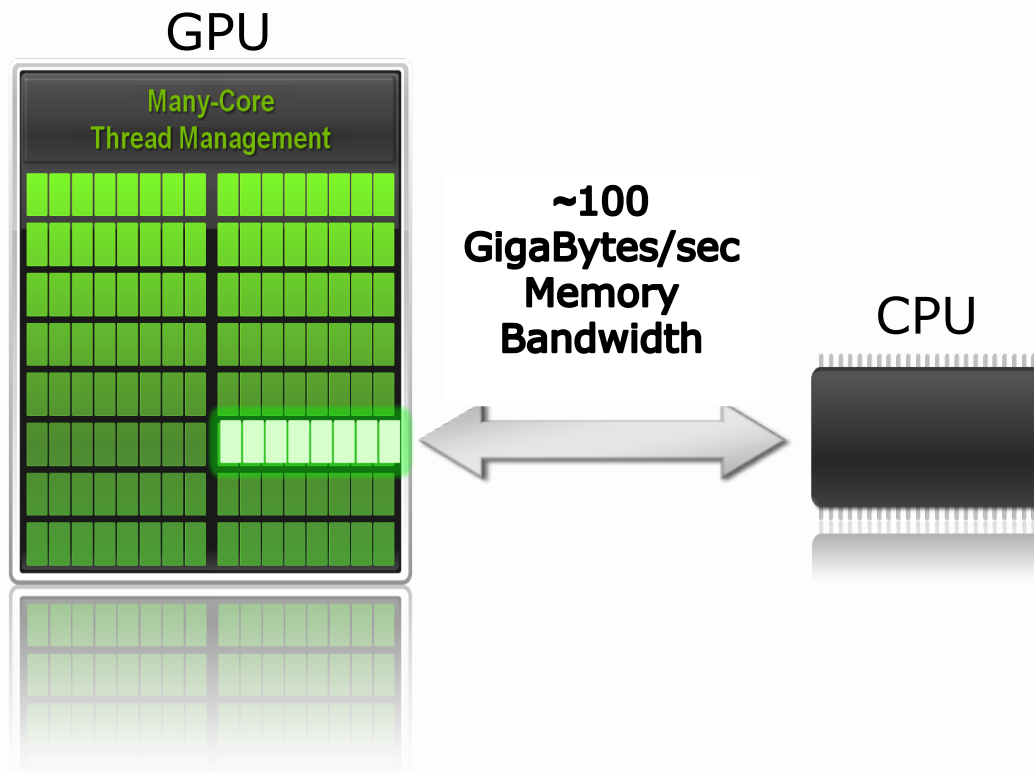 GPU
Many-Core
Thread Management
~100
GigaBytes/sec
Memory
Bandwidth
CPU